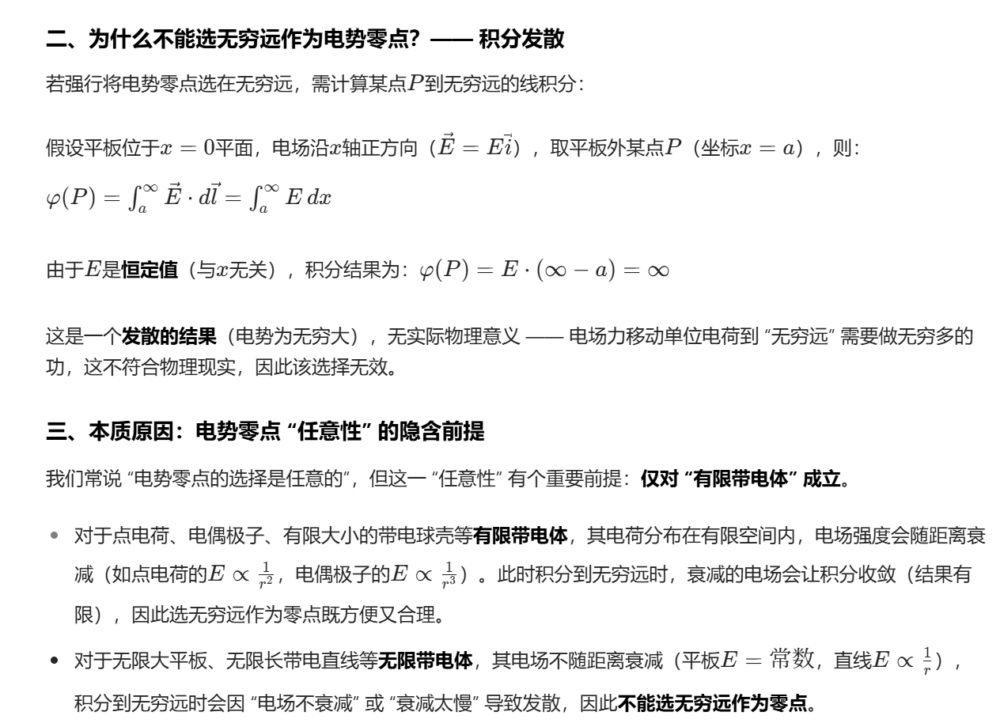 二、为什么不能选无穷远作为电势零点？—— 积分发散
若强行将电势零点选在无穷远，需计算某点P到无穷远的线积分：
假设平板位于x = 0平面，电场沿x轴正方向（$\vec{E} = E\vec{i}$），取平板外某点P（坐标x = a），则：
$\varphi(P) = \int_a^\infty \vec{E} \cdot d\vec{l} = \int_a^\infty E\,dx$
由于E是恒定值（与x无关），积分结果为：$\varphi(P) = E \cdot (\infty - a) = \infty$
这是一个发散的结果（电势为无穷大），无实际物理意义 —— 电场力移动单位电荷到 “无穷远” 需要做无穷多的
功，这不符合物理现实，因此该选择无效。
三、本质原因：电势零点 “任意性” 的隐含前提
我们常说 “电势零点的选择是任意的”，但这一 “任意性” 有个重要前提：仅对 “有限带电体” 成立。
• 对于点电荷、电偶极子、有限大小的带电球壳等有限带电体，其电荷分布在有限空间内，电场强度会随距离衰
减（如点电荷的$E \propto \frac{1}{r^2}$，电偶极子的$E \propto \frac{1}{r^3}$）。此时积分到无穷远时，衰减的电场会让积分收敛（结果有
限），因此选无穷远作为零点既方便又合理。
• 对于无限大平板、无限长带电直线等无限带电体，其电场不随距离衰减（平板$E = 常数$，直线$E \propto \frac{1}{r}$），
积分到无穷远时会因 “电场不衰减” 或 “衰减太慢” 导致发散，因此不能选无穷远作为零点。